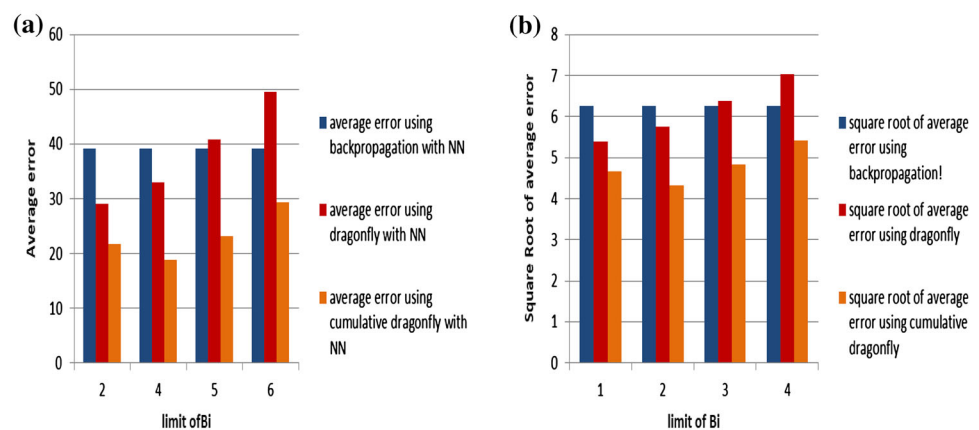 (a)
60
50
40
30
20
10
0
Average error
2 4 5 6
limit ofBi
average error using
backpropagation with NN
average error using
dragonfly with NN
average error using
cumulative dragonfly with
NN
(b)
8
7
6
5
4
3
2
1
0
Square Root of average error
1 2 3 4
limit of Bi
square root of average
error using
backpropagation!
square root of average
error using dragonfly
square root of average
error using cumulative
dragonfly